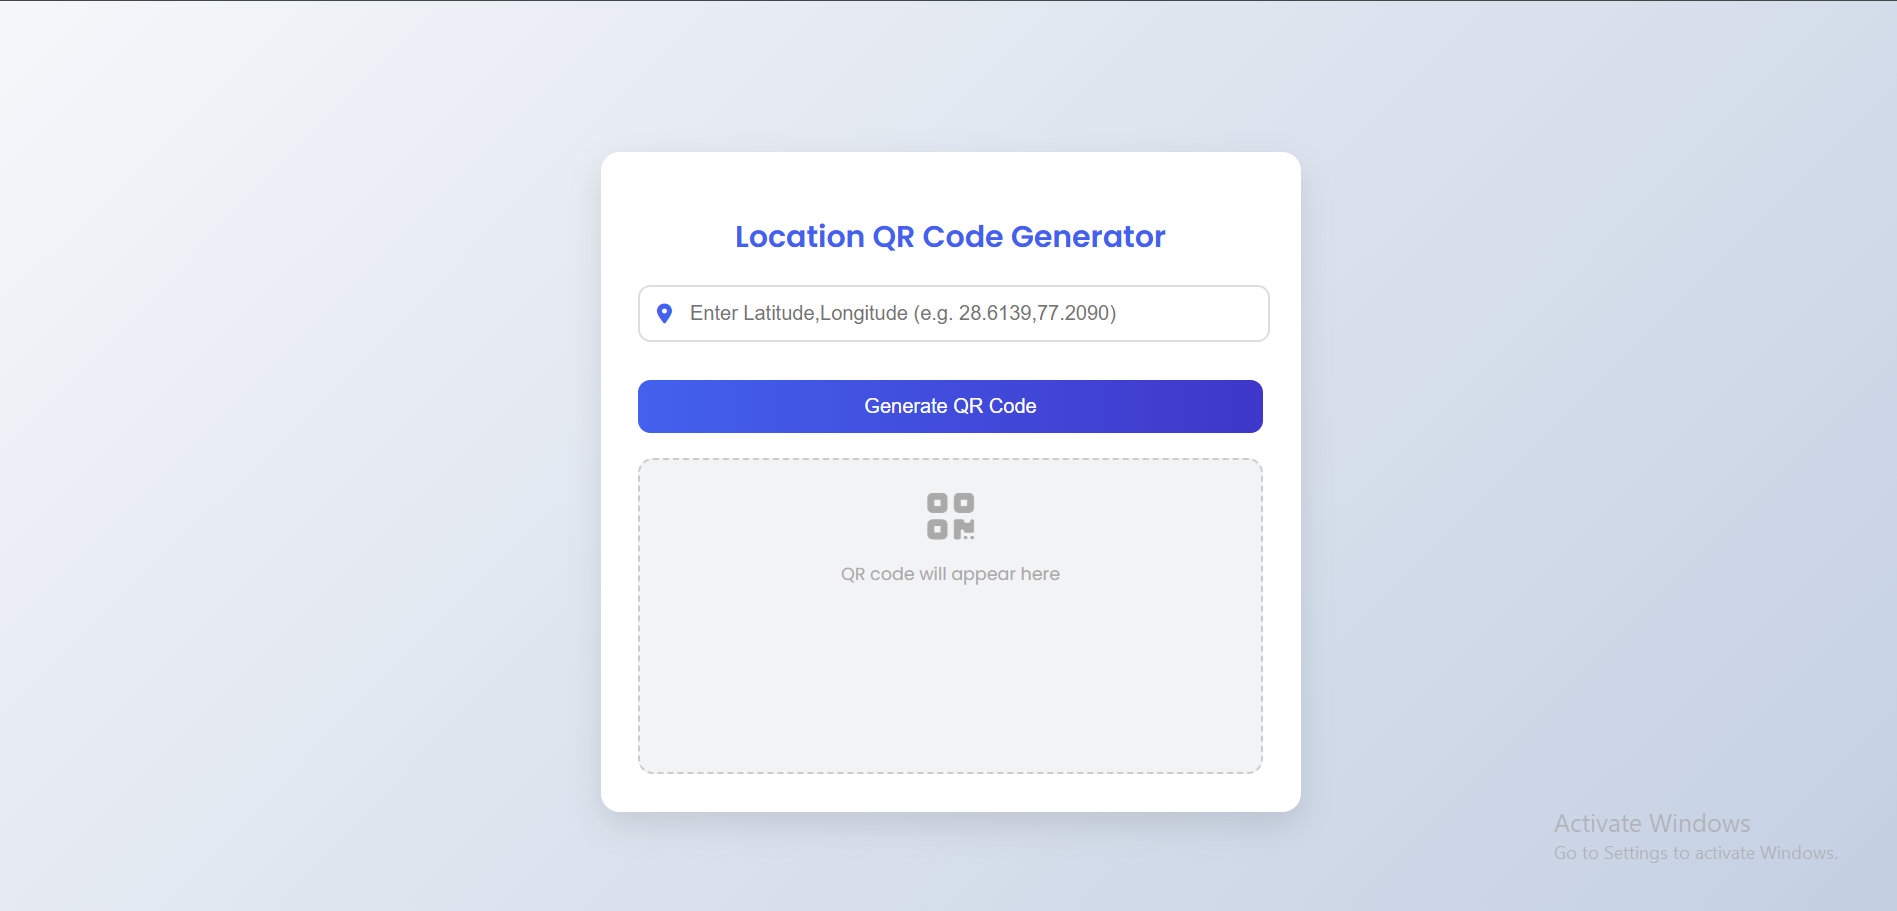 Location QR Code Generator
Enter Latitude,Longitude (e.g. 28.6139,77.2090)
Generate QR Code
QR code will appear here
Activate Windows
Go to Settings to activate Windows.